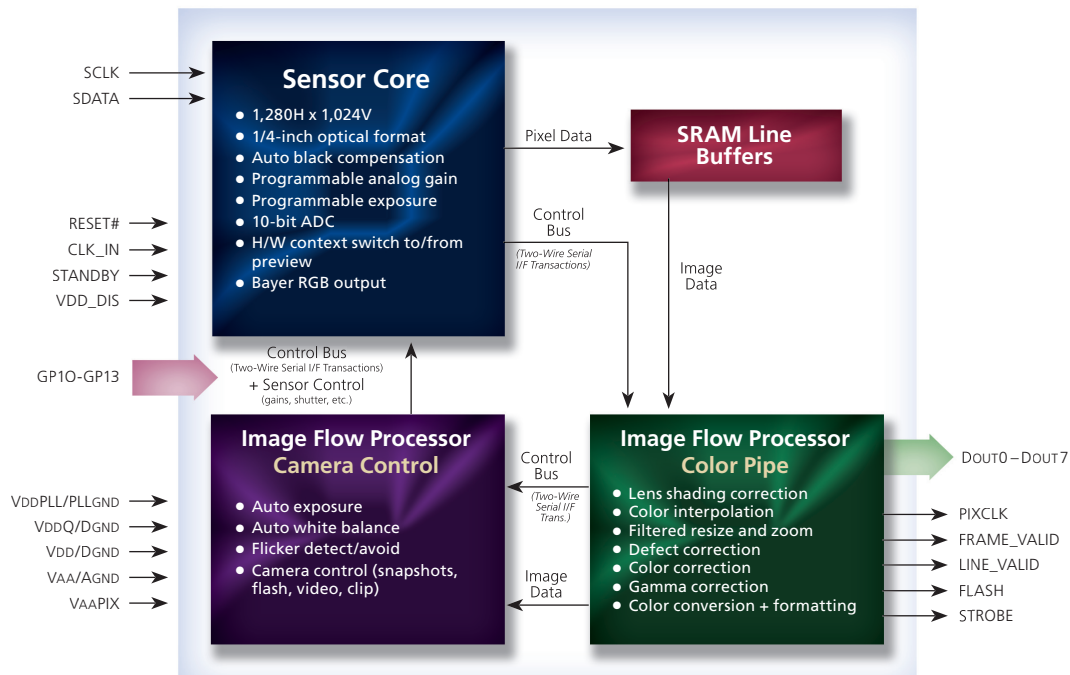 SCLK
SDATA
RESET#
CLK_IN
STANDBY
VDD_DIS
GP1O-GP13
VDDPLL/PLLGND
VDDQ/DGND
VDD/DGND
VAA/AGND
VAAPIX
Sensor Core
• 1,280H x 1,024V
• 1/4-inch optical format
• Auto black compensation
• Programmable analog gain
• Programmable exposure
• 10-bit ADC
• H/W context switch to/from
preview
• Bayer RGB output
Pixel Data
SRAM Line
Buffers
Control
Bus
(Two-Wire Serial
I/F Transactions)
Image
Data
Control Bus
(Two-Wire Serial I/F Transactions)
+ Sensor Control
(gains, shutter, etc.)
Image Flow Processor
Camera Control
• Auto exposure
• Auto white balance
• Flicker detect/avoid
• Camera control (snapshots,
flash, video, clip)
Control
Bus
(Two-Wire
Serial I/F
Trans.)
Image
Data
Image Flow Processor
Color Pipe
• Lens shading correction
• Color interpolation
• Filtered resize and zoom
• Defect correction
• Color correction
• Gamma correction
• Color conversion + formatting
DOUT0–DOUT7
PIXCLK
FRAME_VALID
LINE_VALID
FLASH
STROBE